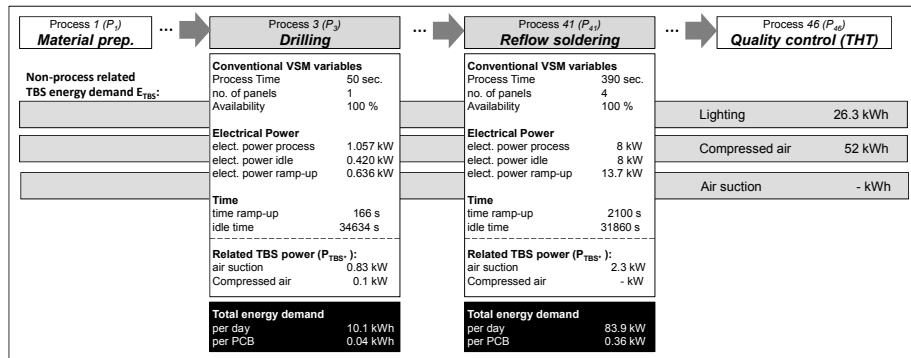 Process 1 (P1) ... Process 3 (P3) ... Process 41 (P41) ... Process 46 (P46)
Material prep. Drilling Reflow soldering Quality control (THT)
Non-process related
TBS energy demand ETBS:
Lighting 26.3 kWh
Compressed air 52 kWh
Air suction - kWh
Conventional VSM variables
Process Time 50 sec.
no. of panels 1
Availability 100 %
Electrical Power
elect. power process 1.057 kW
elect. power idle 0.420 kW
elect. power ramp-up 0.636 kW
Time
time ramp-up 166 s
idle time 34634 s
Related TBS power (PTBS*):
air suction 0.83 kW
Compressed air 0.1 kW
Total energy demand
per day 10.1 kWh
per PCB 0.04 kWh
Conventional VSM variables
Process Time 390 sec.
no. of panels 4
Availability 100 %
Electrical Power
elect. power process 8 kW
elect. power idle 8 kW
elect. power ramp-up 13.7 kW
Time
time ramp-up 2100 s
idle time 31860 s
Related TBS power (PTBS*):
air suction 2.3 kW
Compressed air - kW
Total energy demand
per day 83.9 kW
per PCB 0.36 kW